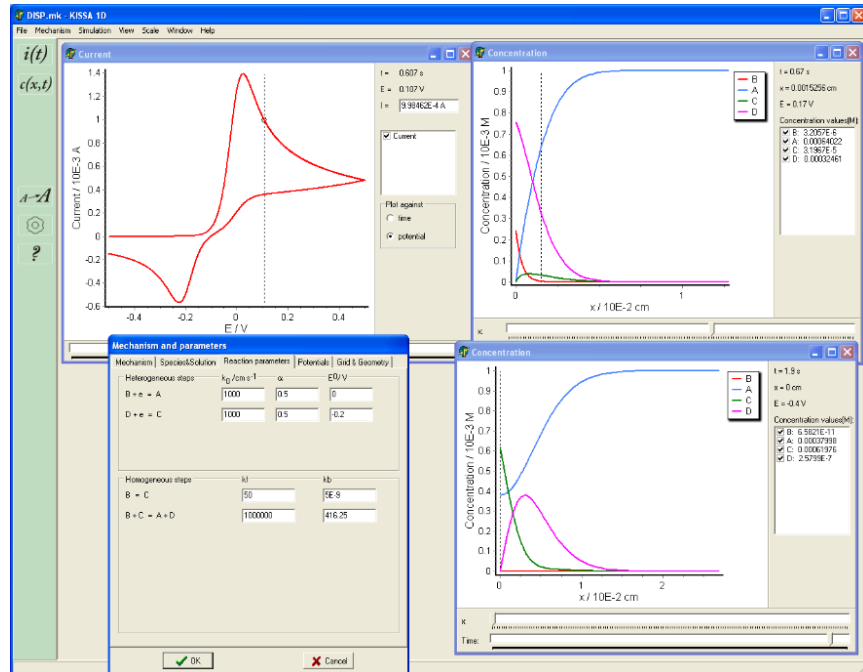 DISP.mk - KISSA 1D
File Mechanism Simulation View Scale Window Help
i(t)
c(x,t)
A→A
?
Current
1.4
1.2
1
0.8
0.6
0.4
0.2
0
-0.2
-0.4
-0.6
Current / 10E-3 A
-0.4 -0.2 0 0.2 0.4
E / V
t = 0.607 s
E = 0.107 V
I = 9.98462E-4 A
Current
Plot against
time
potential
Concentration
1
0.9
0.8
0.7
0.6
0.5
0.4
0.3
0.2
0.1
0
Concentration / 10E-3 M
0 1
x / 10E-2 cm
B
A
C
D
t = 0.67 s
x = 0.0015256 cm
E = 0.17 V
Concentration values(M):
B: 3.2057E-6
A: 0.00064022
C: 3.1967E-5
D: 0.00032461
x:
Mechanism and parameters
Mechanism Species&Solution Reaction parameters Potentials Grid & Geometry
Heterogeneous steps k0/cm s-1 α E0/V
B + e = A 1000 0.5 0
D + e = C 1000 0.5 -0.2
Homogeneous steps kf kb
B = C 50 5E-9
B + C = A + D 1000000 416.25
OK Cancel
Concentration
1
0.9
0.8
0.7
0.6
0.5
0.4
0.3
0.2
0.1
0
Concentration / 10E-3 M
0 1 2
x / 10E-2 cm
B
A
C
D
t = 1.9 s
x = 0 cm
E = -0.4 V
Concentration values(M):
B: 6.5821E-11
A: 0.00037998
C: 0.00061976
D: 2.5799E-7
x:
Time: